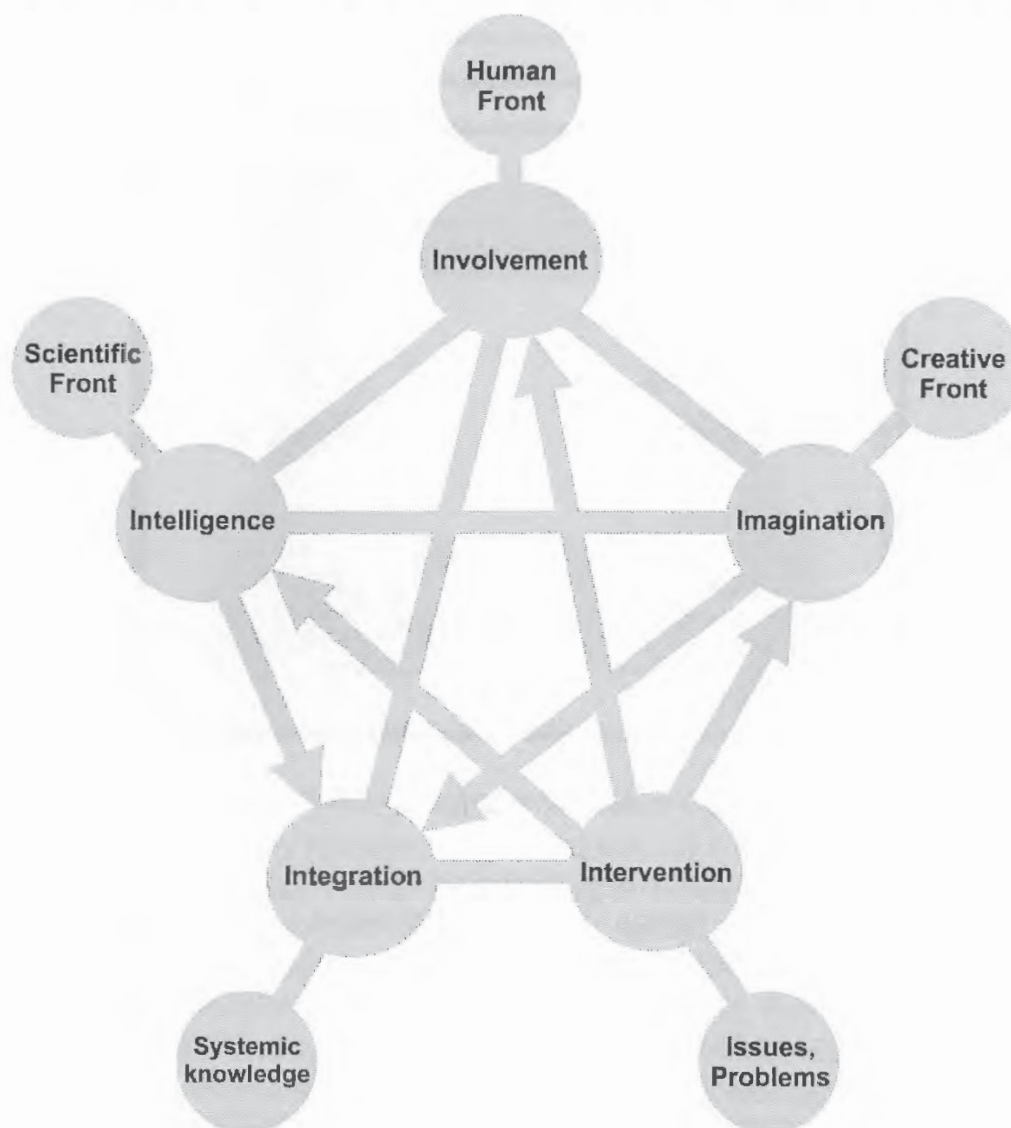 Human
Front
Involvement
Scientific
Front
Creative
Front
Intelligence
Imagination
Integration
Intervention
Systemic
knowledge
Issues,
Problems